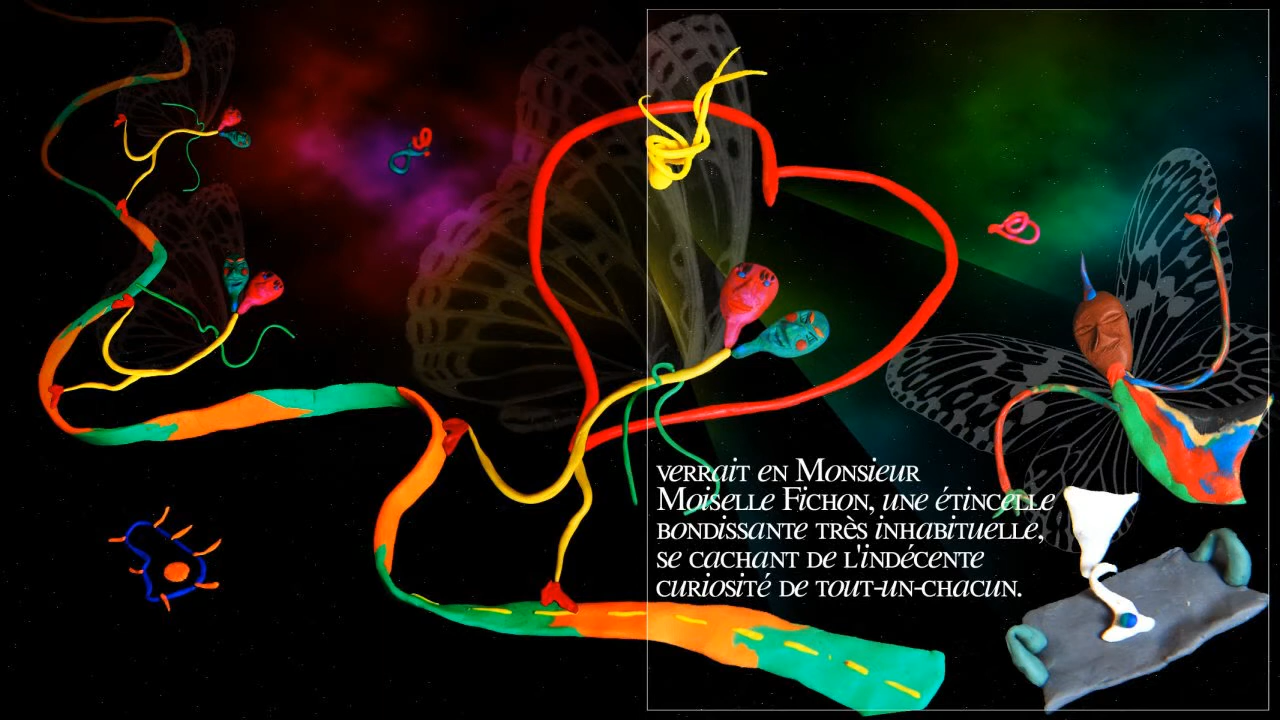 verrait en Monsieur
Moiselle Fichon, une étincelle
bondissante très inhabituelle,
se cachant de l'indécente
curiosité de tout-un-chacun.